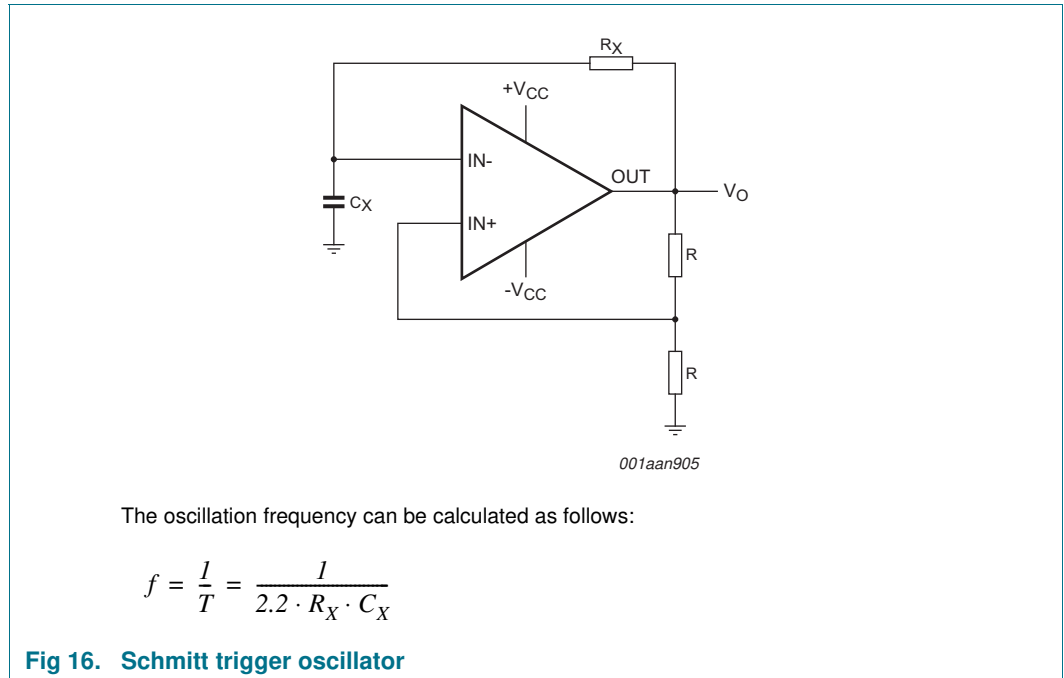 RX
+VCC
IN-
OUT
VO
CX
IN+
R
-VCC
R
001aan905
The oscillation frequency can be calculated as follows:
f = 1/T = 1/(2.2 · RX · CX)
Fig 16. Schmitt trigger oscillator